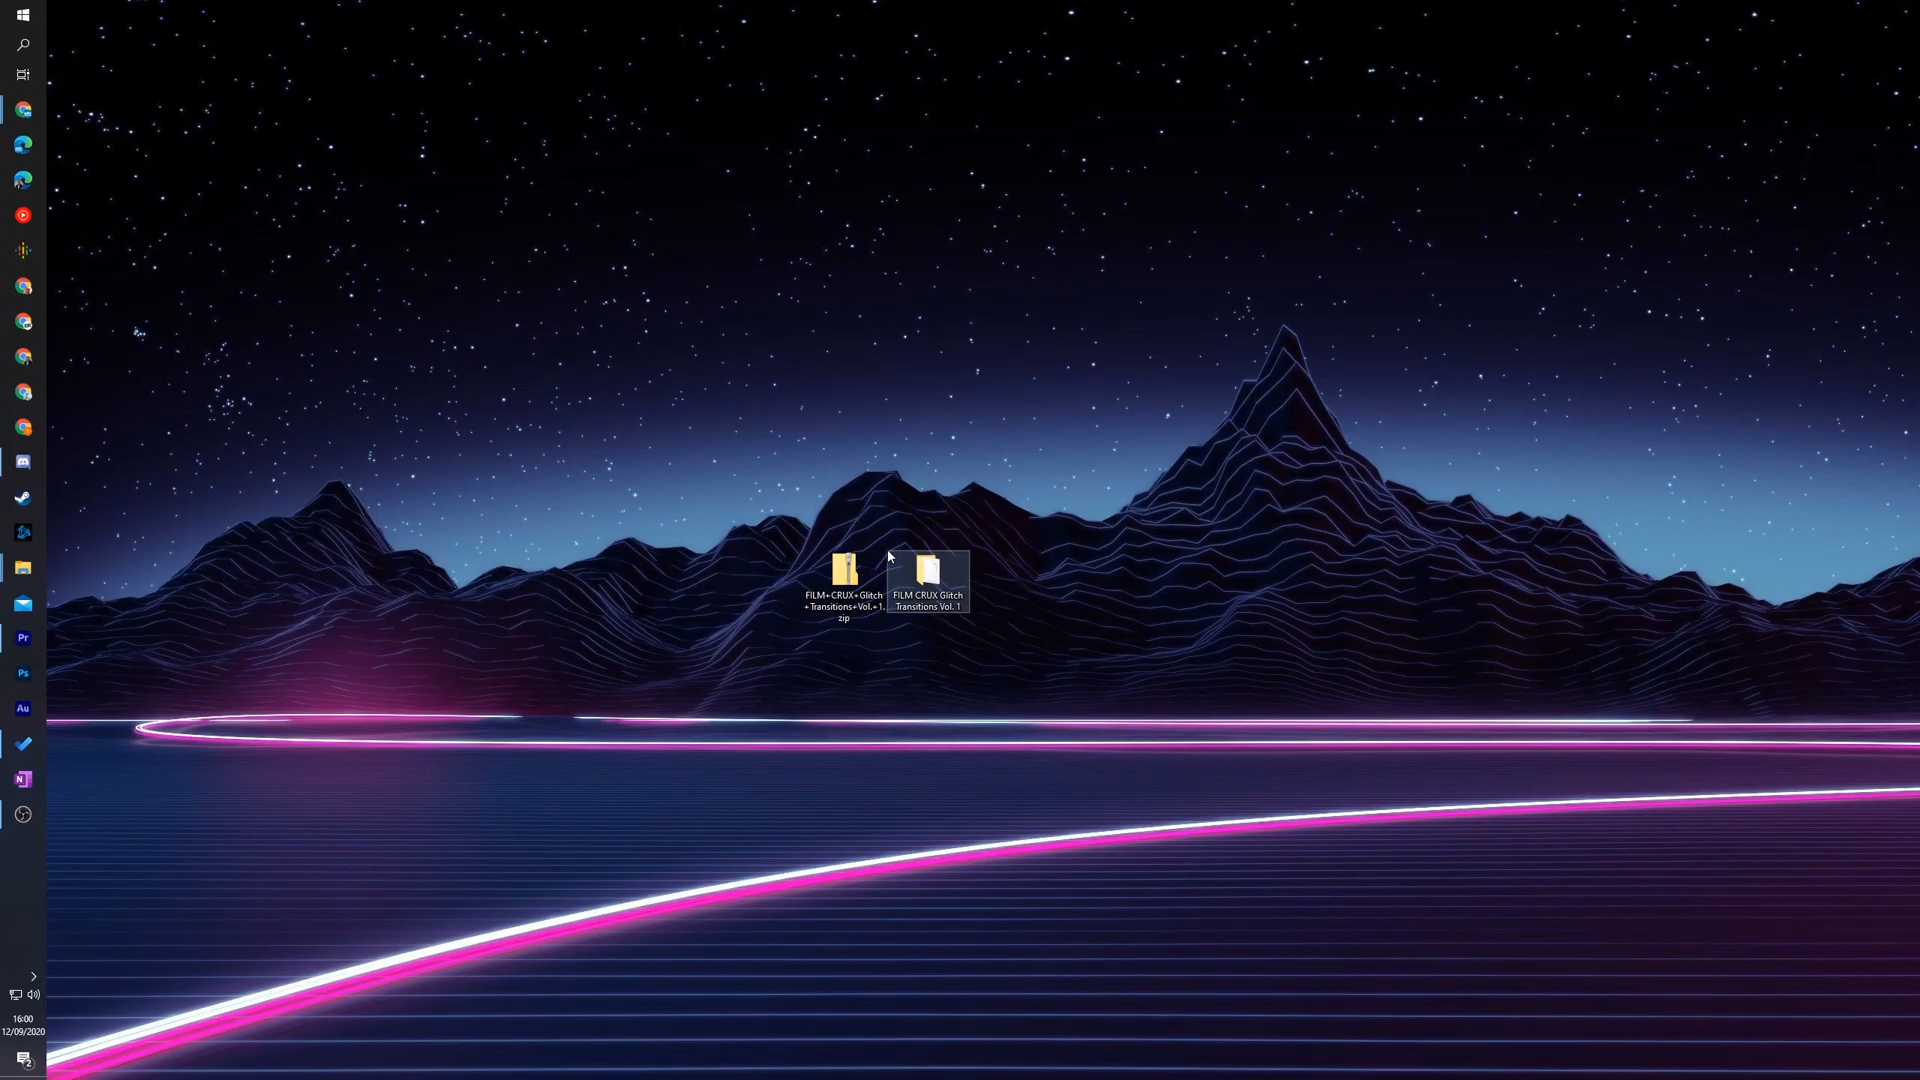 FILM+CRUX+Glitch
+Transitions+Vol.+1.
zip
FILM CRUX Glitch
Transitions Vol. 1
Pr
Ps
Au
N
16:00
12/09/2020
2